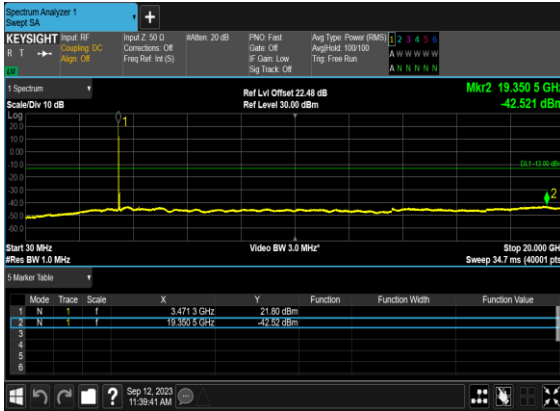 Spectrum Analyzer 1
Swept SA
+
KEYSIGHT Input: RF Input Z: 50 Ω #Atten: 20 dB PNO: Fast Avg Type: Power (RMS) 1 2 3 4 5 6
R T Coupling: DC Corrections: Off Gate: Off Avg|Hold: 100/100 A W W W W W
Align: Off Freq Ref: Int (S) IF Gain: Low Trig: Free Run
Sig Track: Off A N N N N N
1 Spectrum Ref Lvl Offset 22.48 dB Mkr2 19.350 5 GHz
Scale/Div 10 dB Ref Level 30.00 dBm -42.521 dBm
Log
20.0
10.0
0.00
-10.0
-20.0
-30.0
-40.0
-50.0
-60.0
1
DL1 -13.00 dBm
2
Start 30 MHz Video BW 3.0 MHz* Stop 20.000 GH
#Res BW 1.0 MHz Sweep 34.7 ms (40001 pts
5 Marker Table
Mode Trace Scale X Y Function Function Width Function Value
1 N 1 f 3.471 3 GHz 21.80 dBm
2 N 1 f 19.350 5 GHz -42.52 dBm
3
4
5
6
? Sep 12, 2023
11:39:41 AM